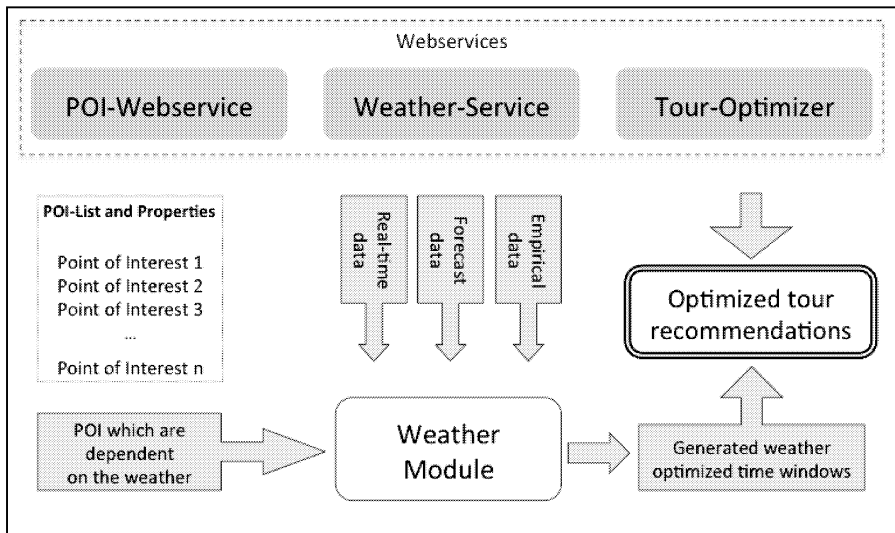 Webservices
POI-Webservice
Weather-Service
Tour-Optimizer
POI-List and Properties
Point of Interest 1
Point of Interest 2
Point of Interest 3
...
Point of Interest n
Real-time
data
Forecast
data
Empirical
data
Optimized tour
recommendations
POI which are
dependent
on the weather
Weather
Module
Generated weather
optimized time windows